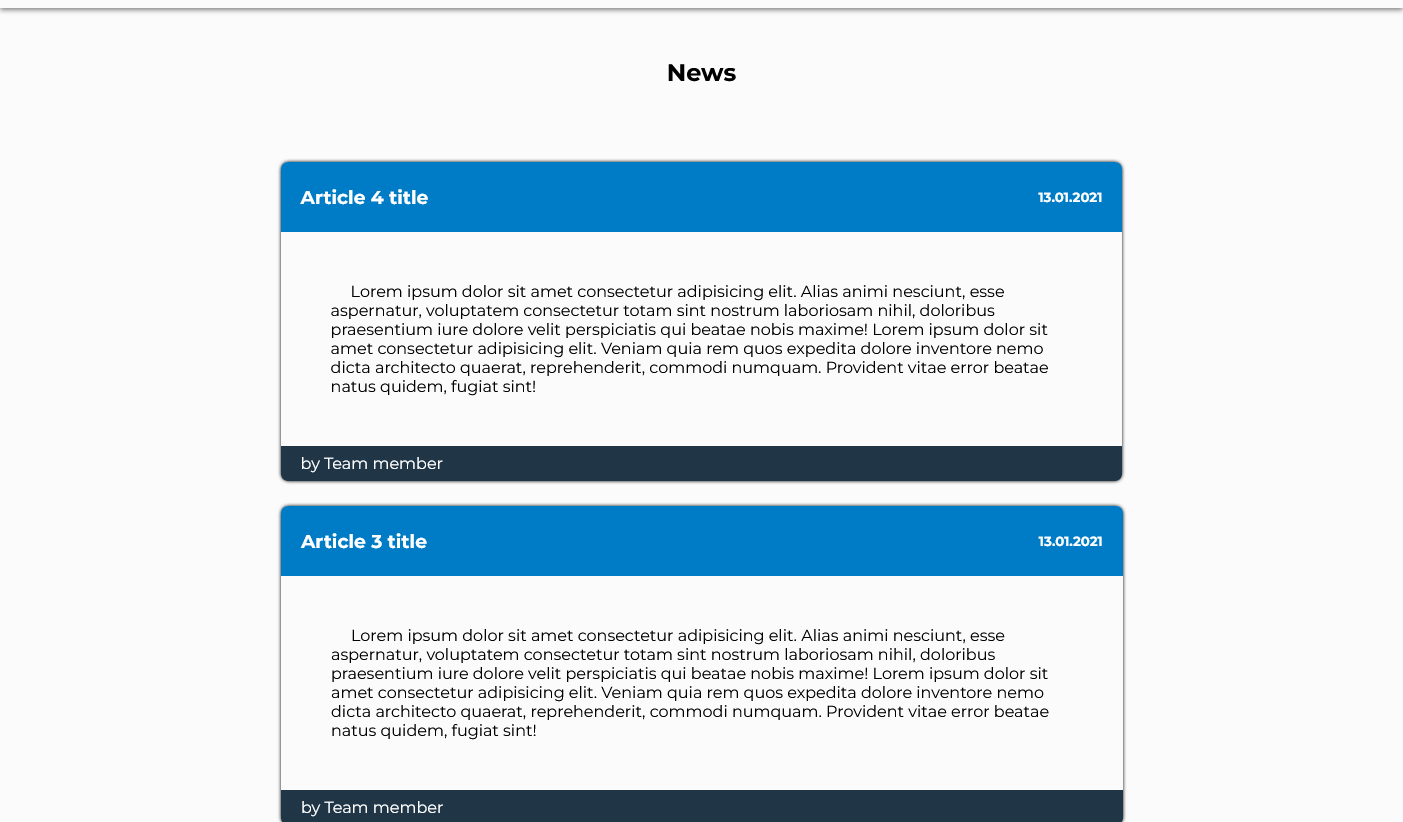 News
Article 4 title 13.01.2021
Lorem ipsum dolor sit amet consectetur adipisicing elit. Alias animi nesciunt, esse
aspernatur, voluptatem consectetur totam sint nostrum laboriosam nihil, doloribus
praesentium iure dolore velit perspiciatis qui beatae nobis maxime! Lorem ipsum dolor sit
amet consectetur adipisicing elit. Veniam quia rem quos expedita dolore inventore nemo
dicta architecto quaerat, reprehenderit, commodi numquam. Provident vitae error beatae
natus quidem, fugiat sint!
by Team member
Article 3 title 13.01.2021
Lorem ipsum dolor sit amet consectetur adipisicing elit. Alias animi nesciunt, esse
aspernatur, voluptatem consectetur totam sint nostrum laboriosam nihil, doloribus
praesentium iure dolore velit perspiciatis qui beatae nobis maxime! Lorem ipsum dolor sit
amet consectetur adipisicing elit. Veniam quia rem quos expedita dolore inventore nemo
dicta architecto quaerat, reprehenderit, commodi numquam. Provident vitae error beatae
natus quidem, fugiat sint!
by Team member